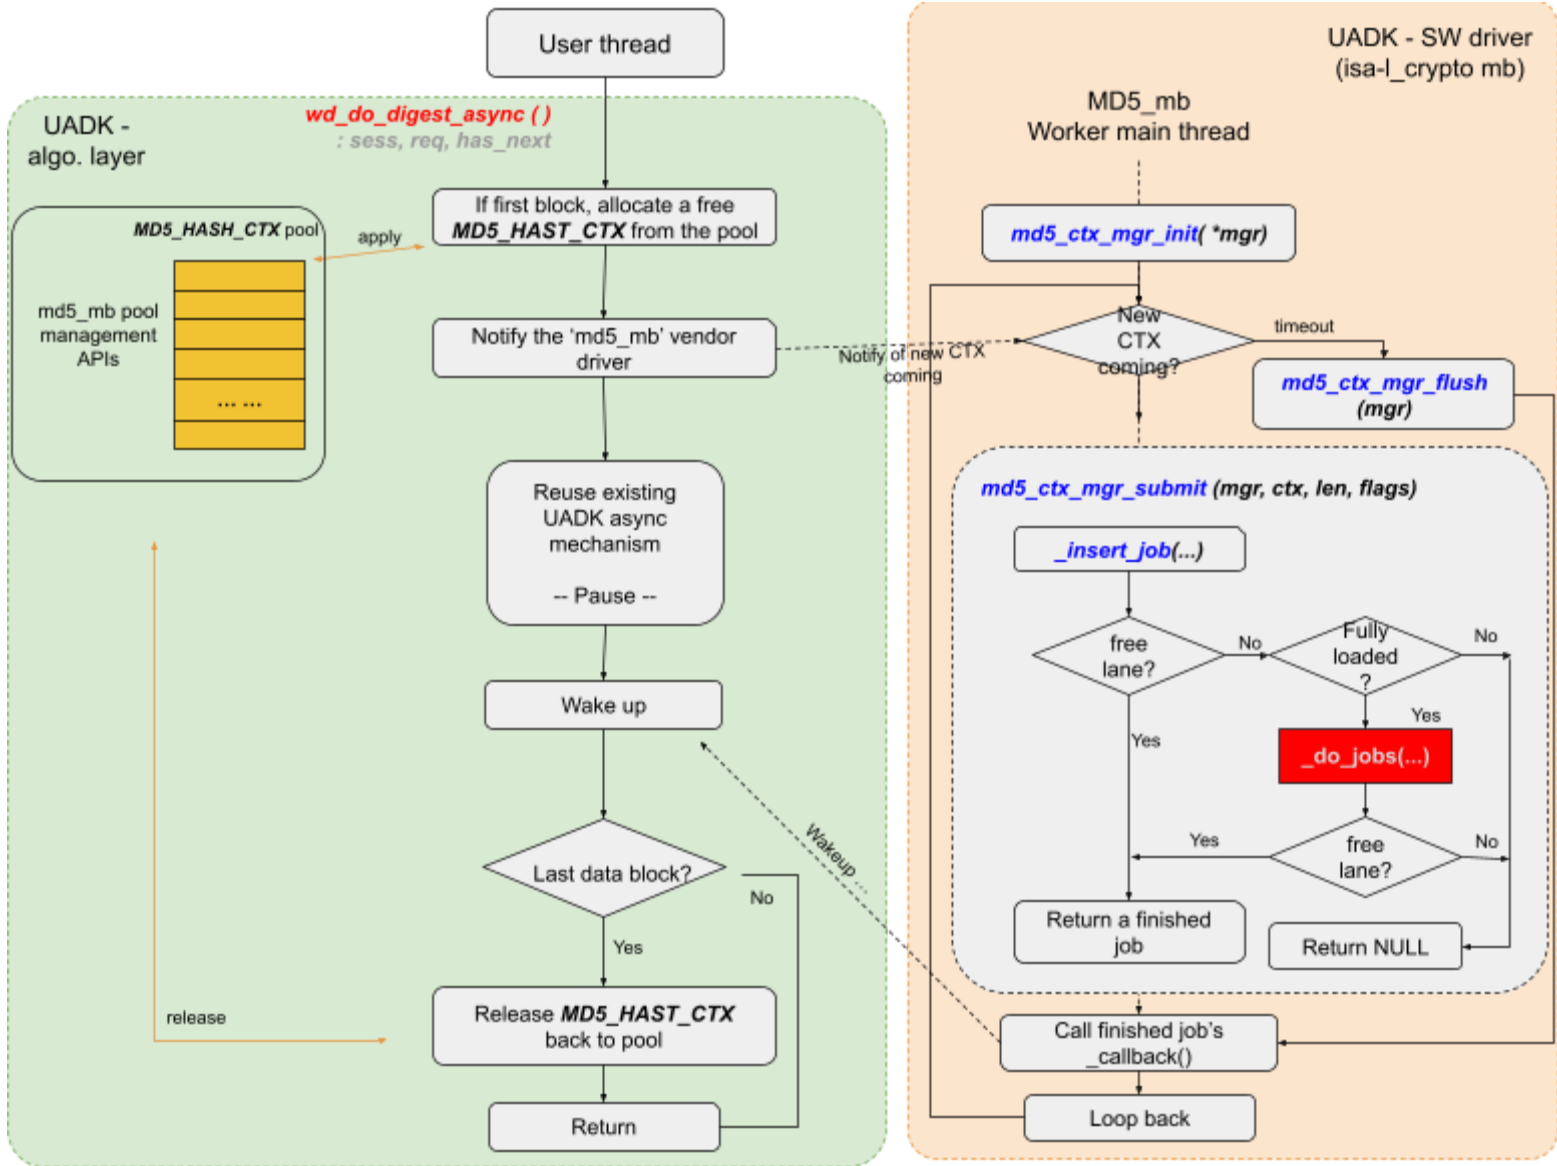 User thread
UADK - SW driver
(isa-l_crypto mb)
UADK -
algo. layer
wd_do_digest_async ( )
: sess, req, has_next
MD5_mb
Worker main thread
If first block, allocate a free
MD5_HAST_CTX from the pool
MD5_HASH_CTX pool
apply
md5_mb pool
management
APIs
... ...
md5_ctx_mgr_init( *mgr)
Notify the ‘md5_mb’ vendor
driver
Notify of new CTX
coming
New
CTX
coming?
timeout
md5_ctx_mgr_flush
(mgr)
Reuse existing
UADK async
mechanism
-- Pause --
md5_ctx_mgr_submit (mgr, ctx, len, flags)
_insert_job(...)
free
lane?
No
Fully
loaded
?
No
Yes
Yes
_do_jobs(...)
Wake up
Wakeup ...
Yes
free
lane?
No
Last data block?
No
Yes
Return a finished
job
Return NULL
Release MD5_HAST_CTX
back to pool
release
Call finished job’s
_callback()
Return
Loop back